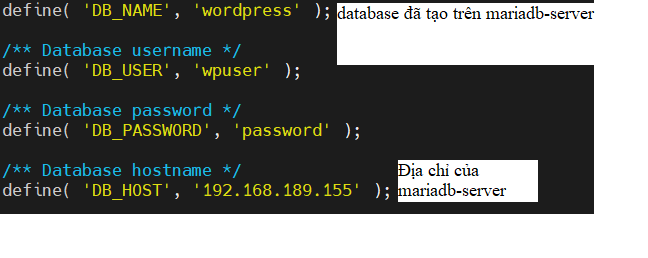 define( 'DB_NAME', 'wordpress' ); database đã tạo trên mariadb-server
/** Database username */
define( 'DB_USER', 'wpuser' );
/** Database password */
define( 'DB_PASSWORD', 'password' );
/** Database hostname */
define( 'DB_HOST', '192.168.189.155' );
Địa chỉ của
mariadb-server